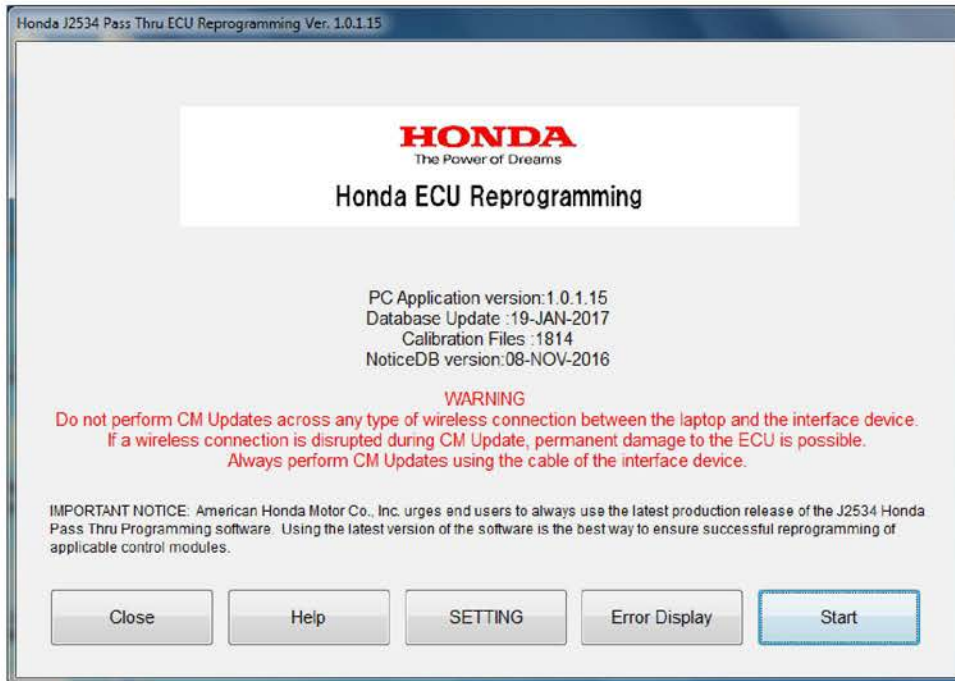 Honda J2534 Pass Thru ECU Reprogramming Ver. 1.0.1.15
HONDA
The Power of Dreams
Honda ECU Reprogramming
PC Application version:1.0.1.15
Database Update :19-JAN-2017
Calibration Files :1814
NoticeDB version:08-NOV-2016
WARNING
Do not perform CM Updates across any type of wireless connection between the laptop and the interface device.
If a wireless connection is disrupted during CM Update, permanent damage to the ECU is possible.
Always perform CM Updates using the cable of the interface device.
IMPORTANT NOTICE: American Honda Motor Co., Inc. urges end users to always use the latest production release of the J2534 Honda
Pass Thru Programming software. Using the latest version of the software is the best way to ensure successful reprogramming of
applicable control modules.
Close Help SETTING Error Display Start